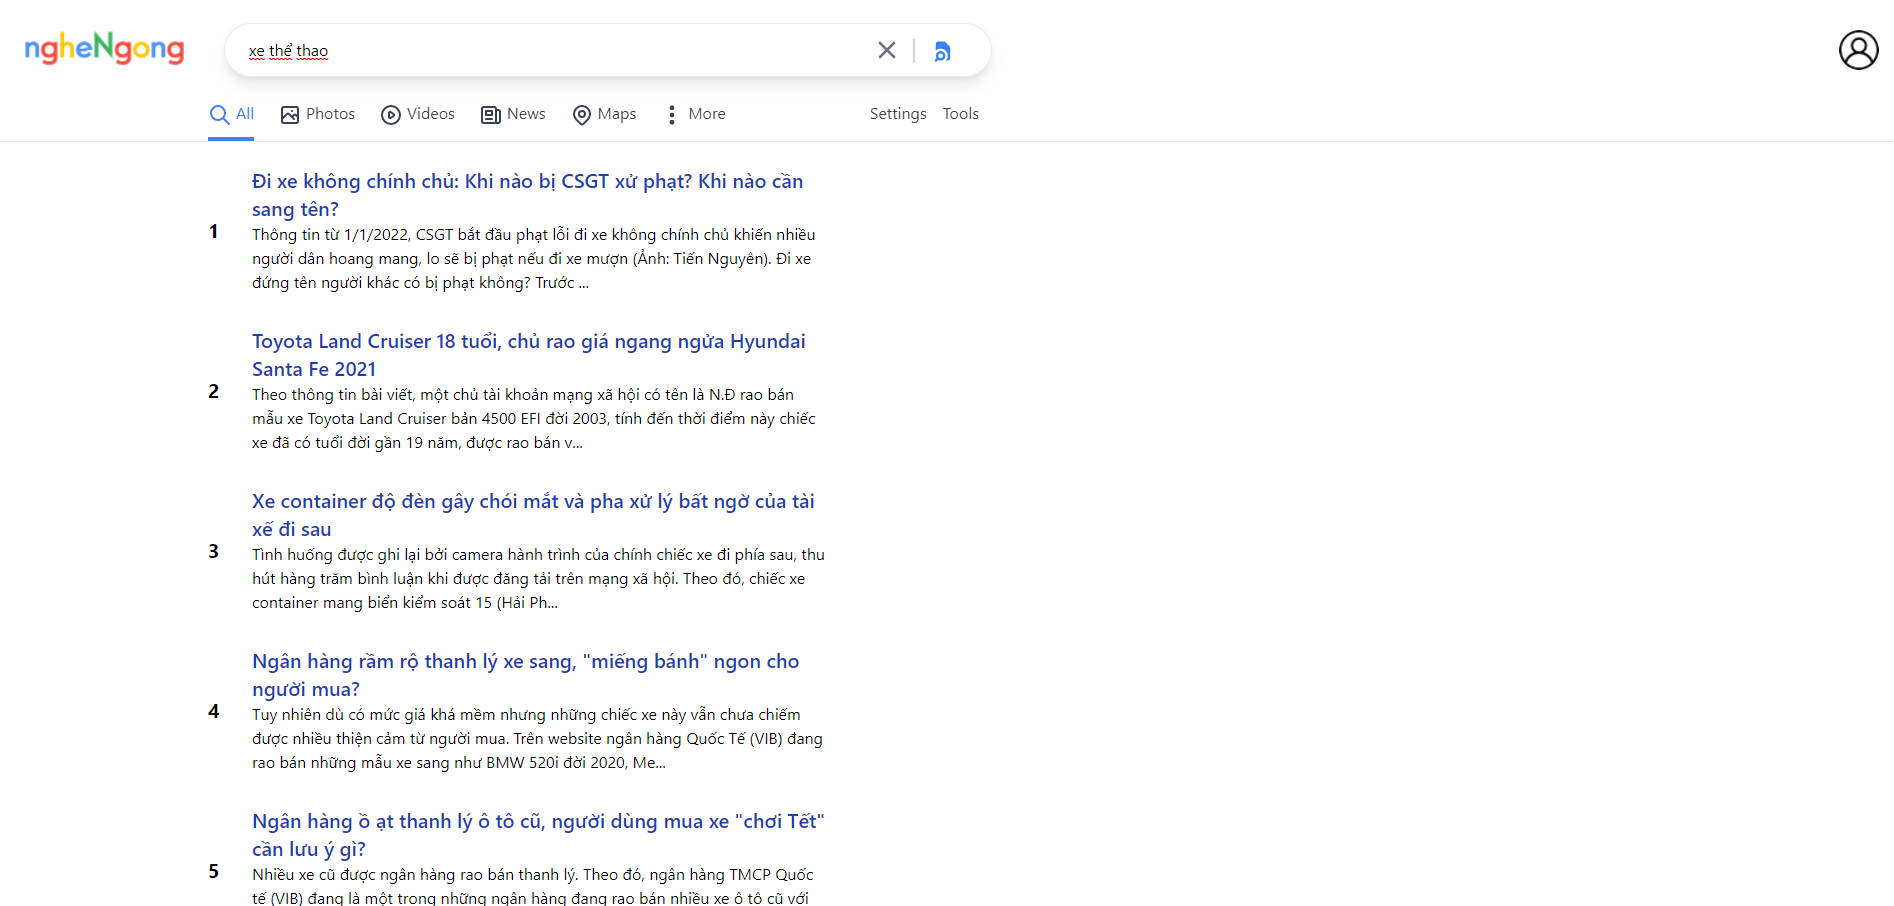 ngheNgong
xe thể thao
All
Photos
Videos
News
Maps
More
Settings
Tools
1
Đi xe không chính chủ: Khi nào bị CSGT xử phạt? Khi nào cần
sang tên?
Thông tin từ 1/1/2022, CSGT bắt đầu phạt lỗi đi xe không chính chủ khiến nhiều
người dân hoang mang, lo sẽ bị phạt nếu đi xe mượn (Ảnh: Tiến Nguyên). Đi xe
đứng tên người khác có bị phạt không? Trước ...
2
Toyota Land Cruiser 18 tuổi, chủ rao giá ngang ngửa Hyundai
Santa Fe 2021
Theo thông tin bài viết, một chủ tài khoản mạng xã hội có tên là N.Đ rao bán
mẫu xe Toyota Land Cruiser bản 4500 EFI đời 2003, tính đến thời điểm này chiếc
xe đã có tuổi đời gần 19 năm, được rao bán v...
3
Xe container độ đèn gây chói mắt và pha xử lý bất ngờ của tài
xế đi sau
Tình huống được ghi lại bởi camera hành trình của chính chiếc xe đi phía sau, thu
hút hàng trăm bình luận khi được đăng tải trên mạng xã hội. Theo đó, chiếc xe
container mang biển kiểm soát 15 (Hải Ph...
4
Ngân hàng rầm rộ thanh lý xe sang, "miếng bánh" ngon cho
người mua?
Tuy nhiên dù có mức giá khá mềm nhưng những chiếc xe này vẫn chưa chiếm
được nhiều thiện cảm từ người mua. Trên website ngân hàng Quốc Tế (VIB) đang
rao bán những mẫu xe sang như BMW 520i đời 2020, Me...
5
Ngân hàng ồ ạt thanh lý ô tô cũ, người dùng mua xe "chơi Tết"
cần lưu ý gì?
Nhiều xe cũ được ngân hàng rao bán thanh lý. Theo đó, ngân hàng TMCP Quốc
tế (VIB) đang là một trong những ngân hàng đang rao bán nhiều xe ô tô cũ với